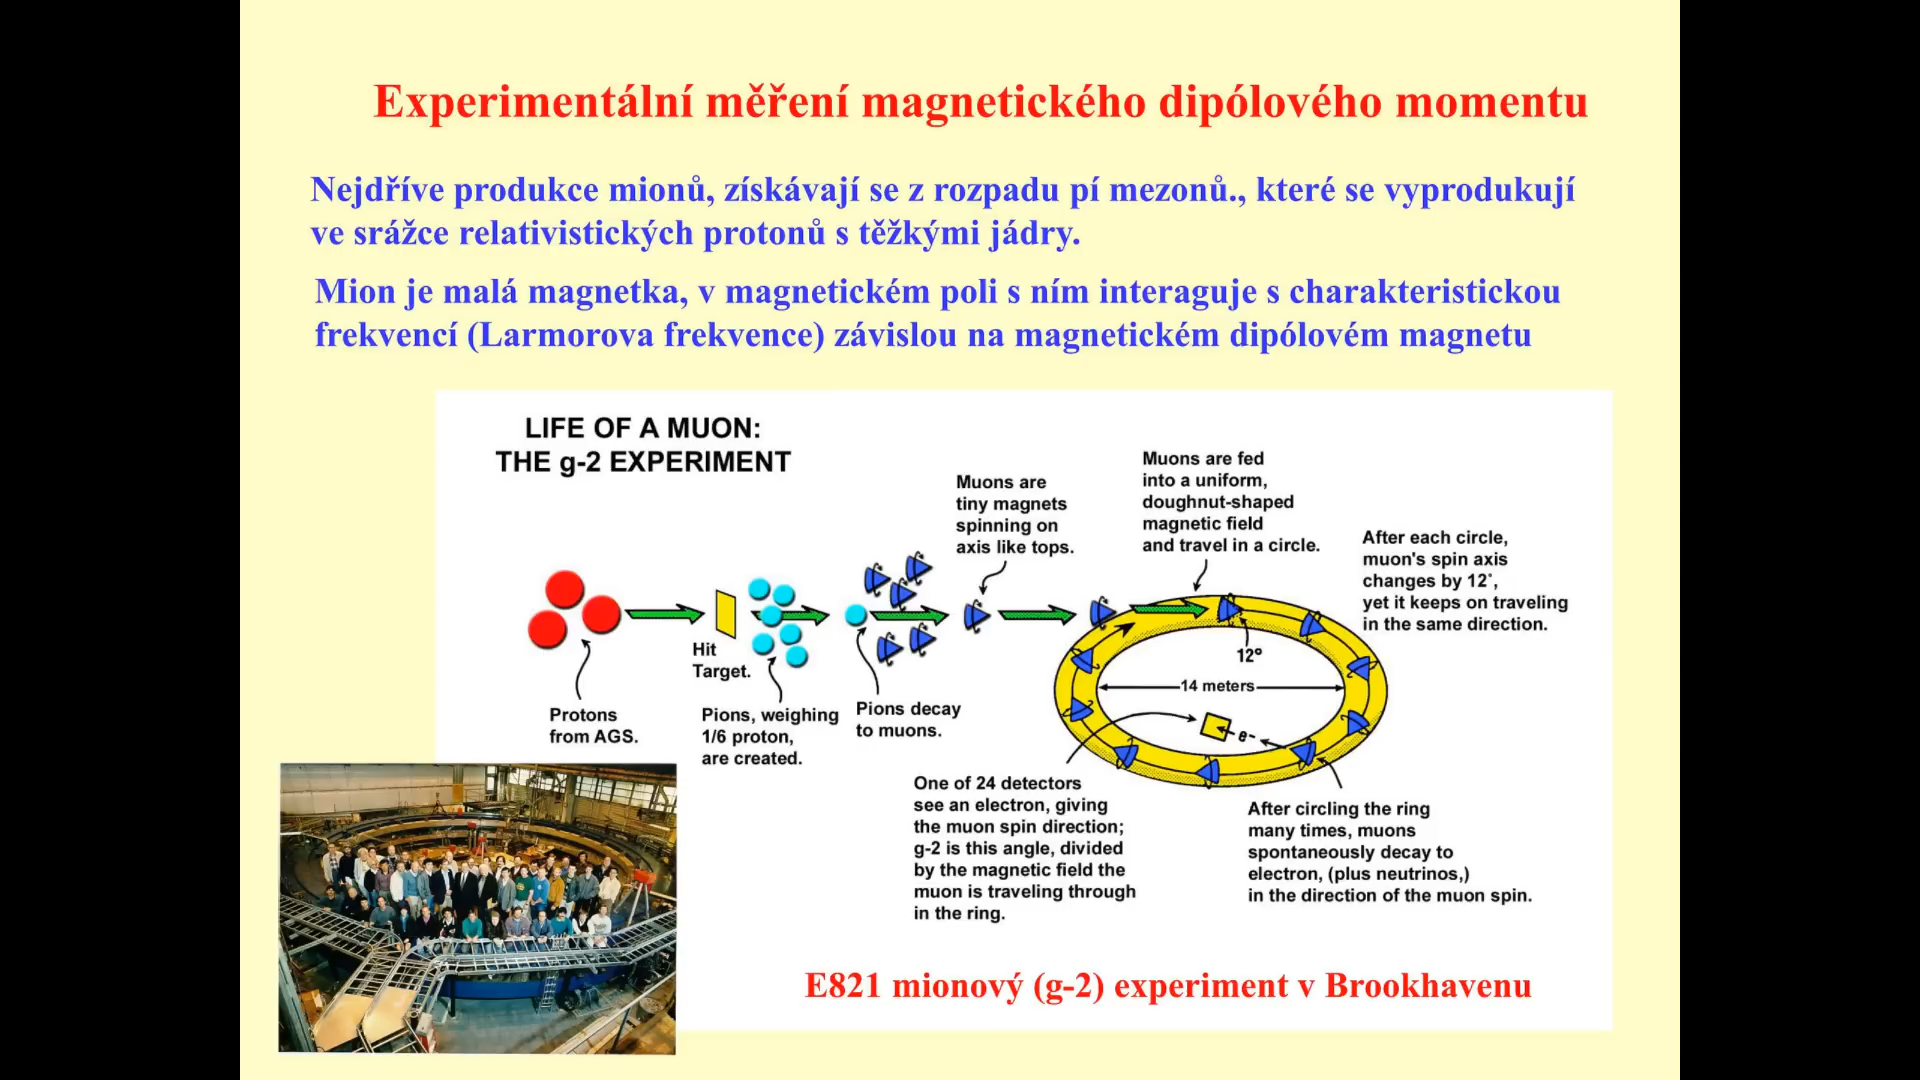 Experimentální měření magnetického dipólového momentu
Nejdříve produkce mionů, získávají se z rozpadu pí mezonů., které se vyprodukují
ve srážce relativistických protonů s těžkými jádry.
Mion je malá magnetka, v magnetickém poli s ním interaguje s charakteristickou
frekvencí (Larmorova frekvence) závislou na magnetickém dipólovém magnetu
LIFE OF A MUON:
THE g-2 EXPERIMENT
Muons are
tiny magnets
spinning on
axis like tops.
Muons are fed
into a uniform,
doughnut-shaped
magnetic field
and travel in a circle.
After each circle,
muon's spin axis
changes by 12°,
yet it keeps on traveling
in the same direction.
Hit
Target.
12°
14 meters
e-
Protons
from AGS.
Pions, weighing
1/6 proton,
are created.
Pions decay
to muons.
One of 24 detectors
see an electron, giving
the muon spin direction;
g-2 is this angle, divided
by the magnetic field the
muon is traveling through
in the ring.
After circling the ring
many times, muons
spontaneously decay to
electron, (plus neutrinos,)
in the direction of the muon spin.
E821 mionový (g-2) experiment v Brookhavenu